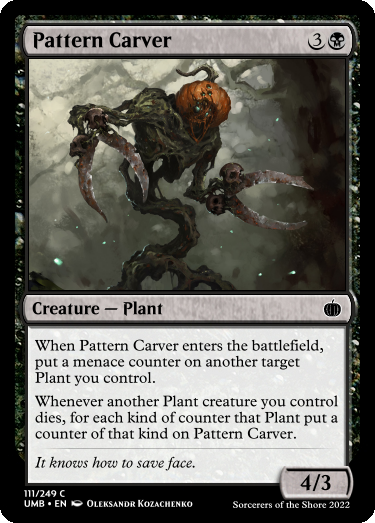 Pattern Carver 3
Creature — Plant
When Pattern Carver enters the battlefield,
put a menace counter on another target
Plant you control.
Whenever another Plant creature you control
dies, for each kind of counter that Plant put a
counter of that kind on Pattern Carver.
It knows how to save face.
4/3
111/249 C
UMB • EN Oleksandr Kozachenko
Sorcerers of the Shore 2022